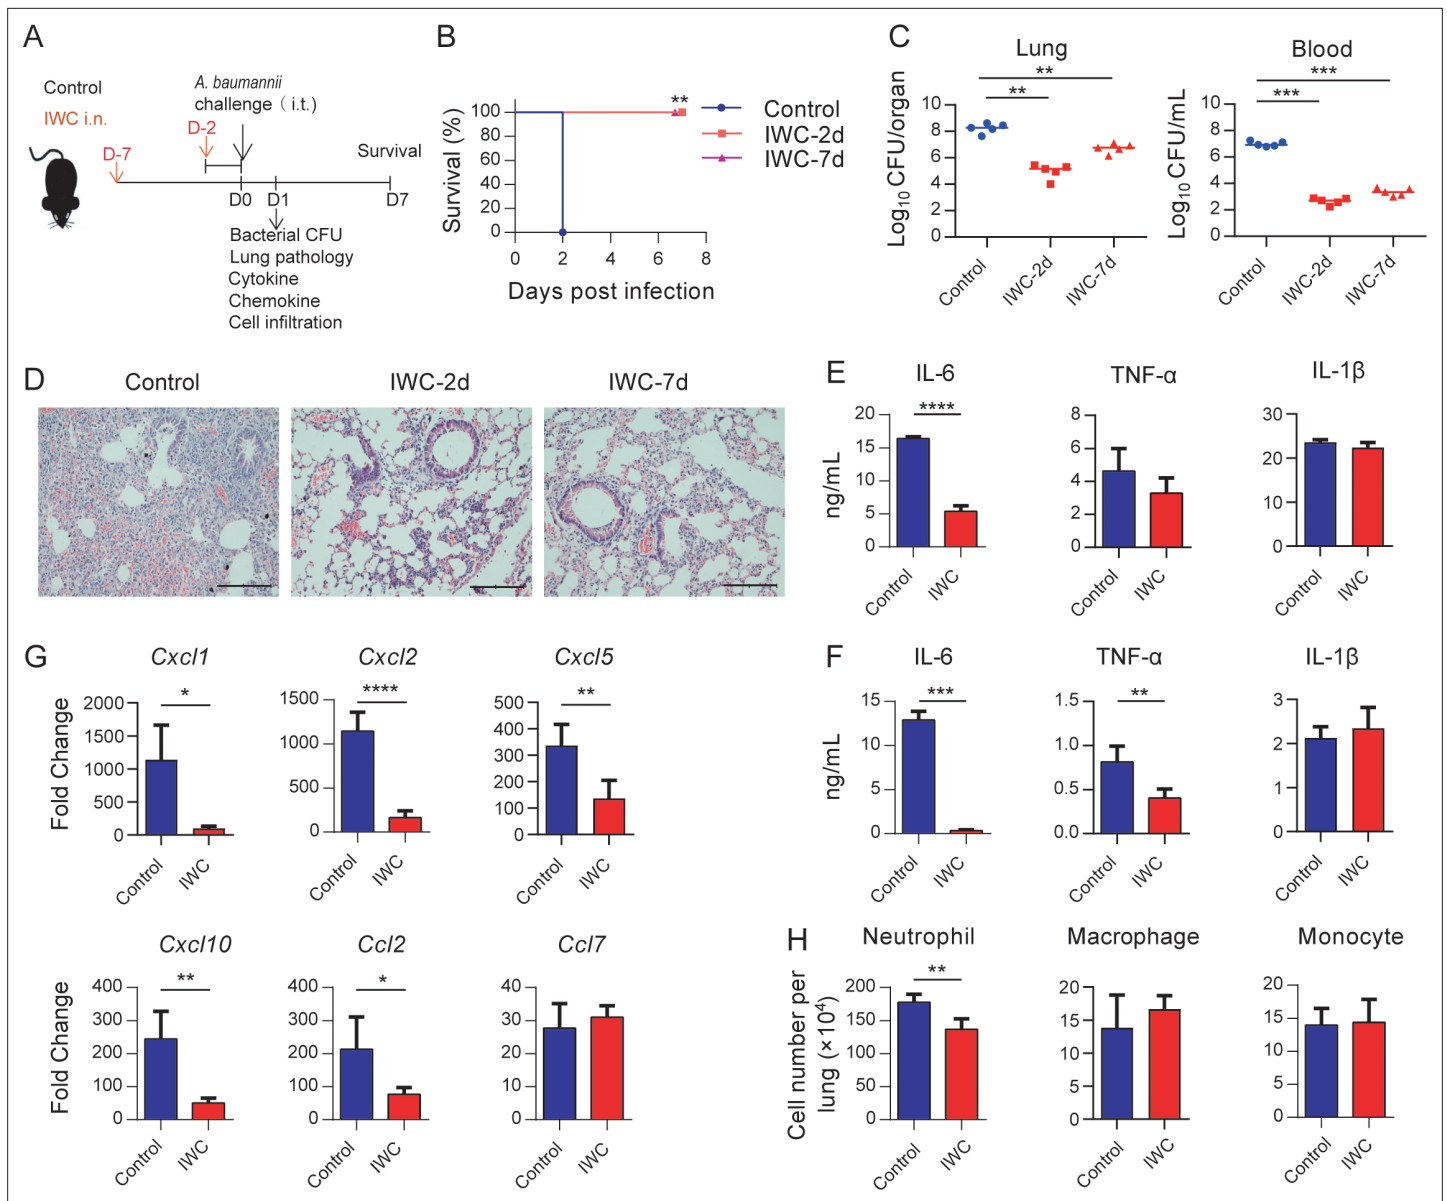 A
Control
IWC i.n.
A. baumannii
challenge ( i.t.)
D-2
D-7
Survival
D0
D1
D7
Bacterial CFU
Lung pathology
Cytokine
Chemokine
Cell infiltration
B
Survival (%)
100
80
60
40
20
0
0 2 4 6 8
Days post infection
**
Control
IWC-2d
IWC-7d
C
Lung
**
**
Log10 CFU/organ
10
8
6
4
2
0
Control
IWC-2d
IWC-7d
Blood
***
***
Log10 CFU/mL
10
8
6
4
2
0
Control
IWC-2d
IWC-7d
D
Control
IWC-2d
IWC-7d
E
IL-6
****
ng/mL
20
15
10
5
0
Control
IWC
TNF-α
8
6
4
2
0
Control
IWC
IL-1β
30
20
10
0
Control
IWC
F
IL-6
***
ng/mL
15
10
5
0
Control
IWC
TNF-α
**
1.5
1.0
0.5
0.0
Control
IWC
IL-1β
3
2
1
0
Control
IWC
G
Cxcl1
*
Fold Change
2000
1500
1000
500
0
Control
IWC
Cxcl2
****
1500
1000
500
0
Control
IWC
Cxcl5
**
500
400
300
200
100
0
Control
IWC
Cxcl10
**
Fold Change
400
300
200
100
0
Control
IWC
Ccl2
*
400
300
200
100
0
Control
IWC
Ccl7
40
30
20
10
0
Control
IWC
H
Neutrophil
**
Cell number per
lung (×10⁴)
200
150
100
50
0
Control
IWC
Macrophage
20
15
10
5
0
Control
IWC
Monocyte
20
15
10
5
0
Control
IWC